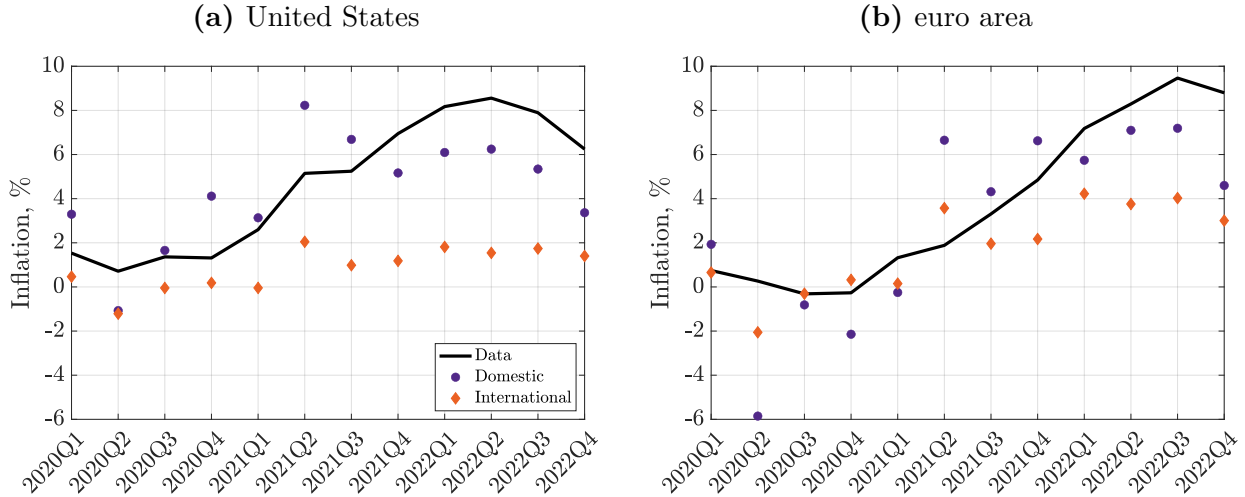 (a) United States
Inflation, %
10
8
6
4
2
0
-2
-4
-6
2020Q1
2020Q2
2020Q3
2020Q4
2021Q1
2021Q2
2021Q3
2021Q4
2022Q1
2022Q2
2022Q3
2022Q4
Data
Domestic
International
(b) euro area
Inflation, %
10
8
6
4
2
0
-2
-4
-6
2020Q1
2020Q2
2020Q3
2020Q4
2021Q1
2021Q2
2021Q3
2021Q4
2022Q1
2022Q2
2022Q3
2022Q4